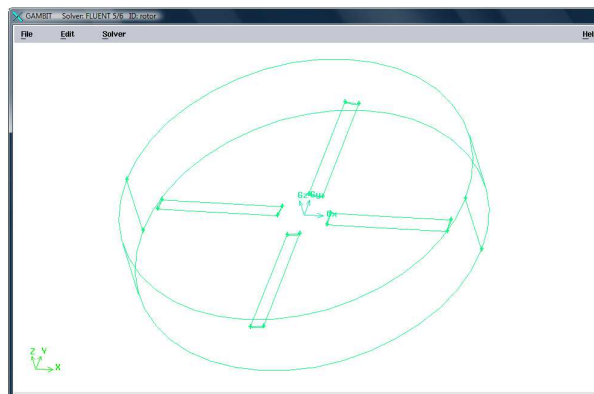 GAMBIT Solver: FLUENT 5/6 ID: rotor
File Edit Solver Hel
Z Y
X